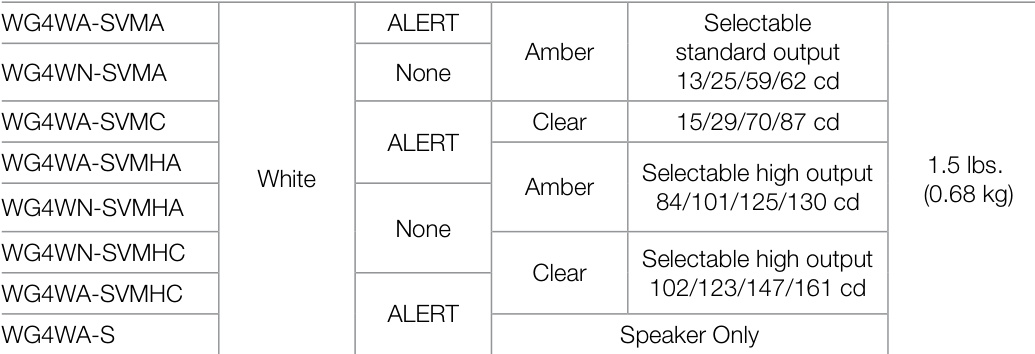 WG4WA-SVMA
WG4WN-SVMA
WG4WA-SVMC
WG4WA-SVMHA
WG4WN-SVMHA
WG4WN-SVMHC
WG4WA-SVMHC
WG4WA-S
White
ALERT
None
ALERT
None
ALERT
Amber
Clear
Amber
Clear
Selectable
standard output
13/25/59/62 cd
15/29/70/87 cd
Selectable high output
84/101/125/130 cd
Selectable high output
102/123/147/161 cd
Speaker Only
1.5 lbs.
(0.68 kg)